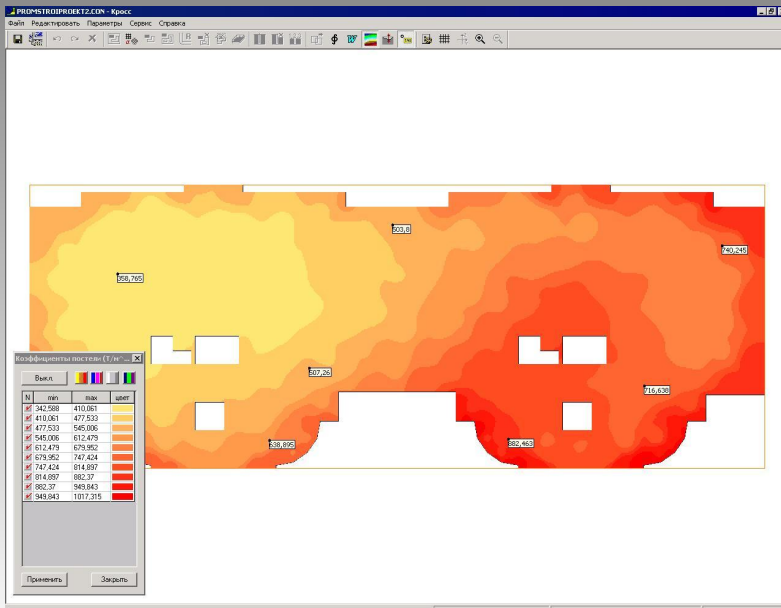 PROMSTROIPROEKT2.CON - Кросс
Файл Редактировать Параметры Сервис Справка
503,8
740,245
358,765
507,26
716,638
638,895
882,463
Коэффициенты постели (Т/м^...
Выкл.
N min max цвет
342,588 410,061
410,061 477,533
477,533 545,006
545,006 612,479
612,479 679,952
679,952 747,424
747,424 814,897
814,897 882,37
882,37 949,843
949,843 1017,315
Применить Закрыть